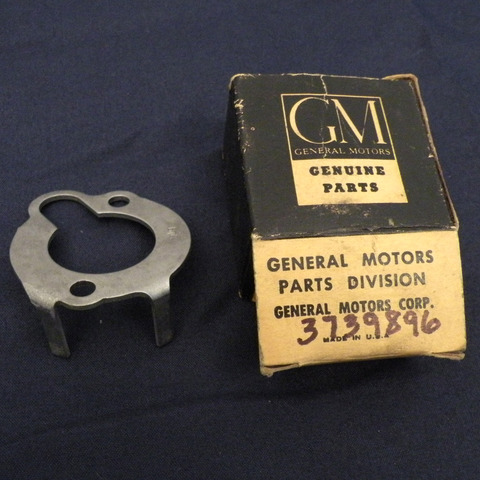 GM
GENERAL MOTORS
GENUINE
PARTS
GENERAL MOTORS
PARTS DIVISION
GENERAL MOTORS CORP.
3739896
MADE IN U.S.A